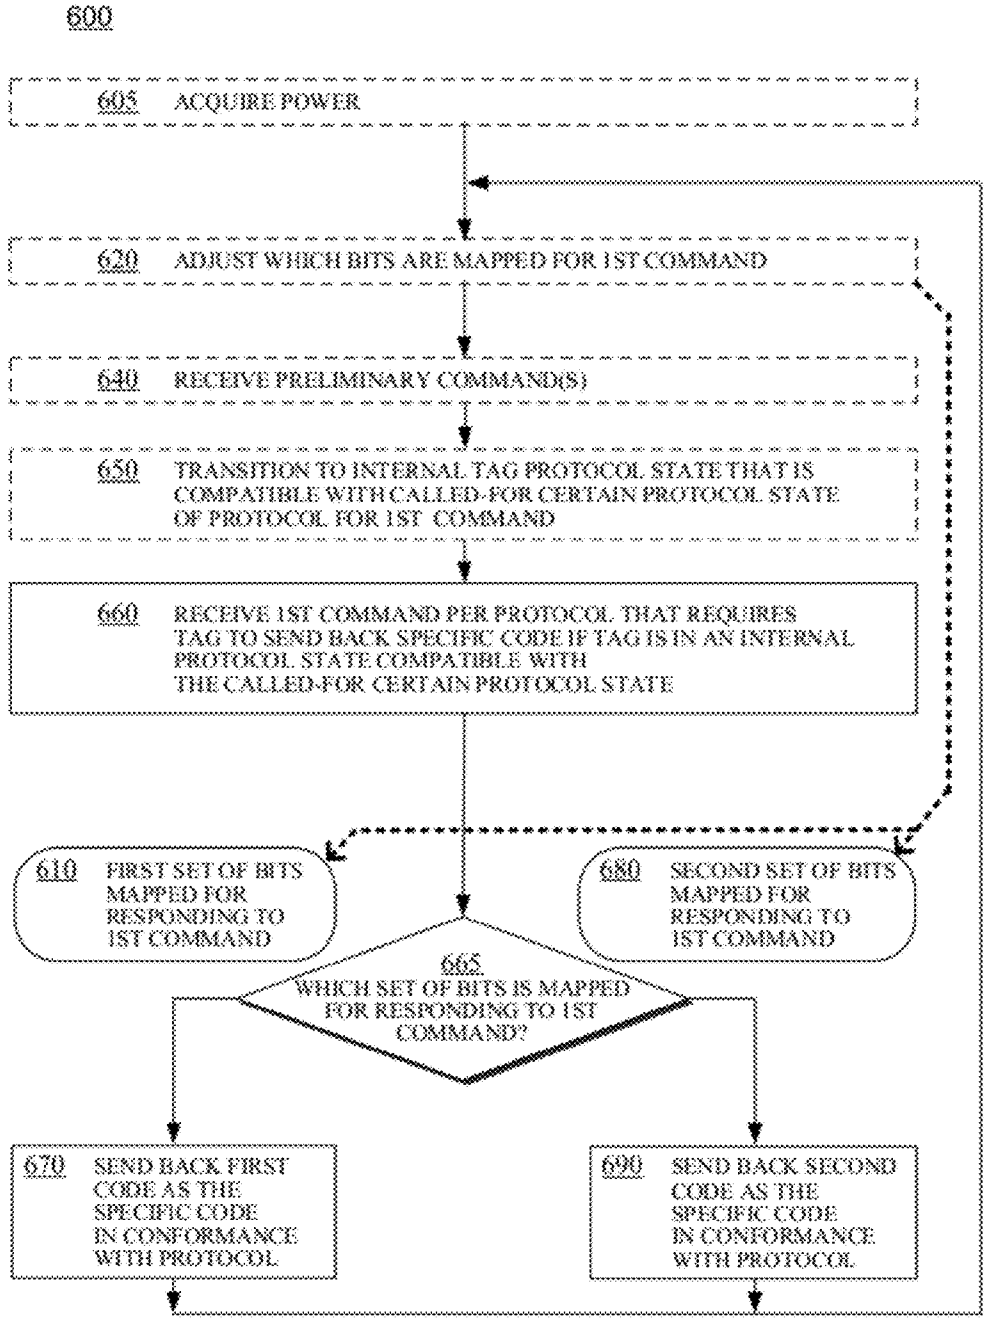 600
605 ACQUIRE POWER
620 ADJUST WHICH BITS ARE MAPPED FOR 1ST COMMAND
640 RECEIVE PRELIMINARY COMMAND(S)
650 TRANSITION TO INTERNAL TAG PROTOCOL STATE THAT IS
COMPATIBLE WITH CALLED-FOR CERTAIN PROTOCOL STATE
OF PROTOCOL FOR 1ST COMMAND
660 RECEIVE 1ST COMMAND PER PROTOCOL THAT REQUIRES
TAG TO SEND BACK SPECIFIC CODE IF TAG IS IN AN INTERNAL
PROTOCOL STATE COMPATIBLE WITH
THE CALLED-FOR CERTAIN PROTOCOL STATE
610 FIRST SET OF BITS
MAPPED FOR
RESPONDING TO
1ST COMMAND
680 SECOND SET OF BITS
MAPPED FOR
RESPONDING TO
1ST COMMAND
665
WHICH SET OF BITS IS MAPPED
FOR RESPONDING TO 1ST
COMMAND?
670 SEND BACK FIRST
CODE AS THE
SPECIFIC CODE
IN CONFORMANCE
WITH PROTOCOL
690 SEND BACK SECOND
CODE AS THE
SPECIFIC CODE
IN CONFORMANCE
WITH PROTOCOL